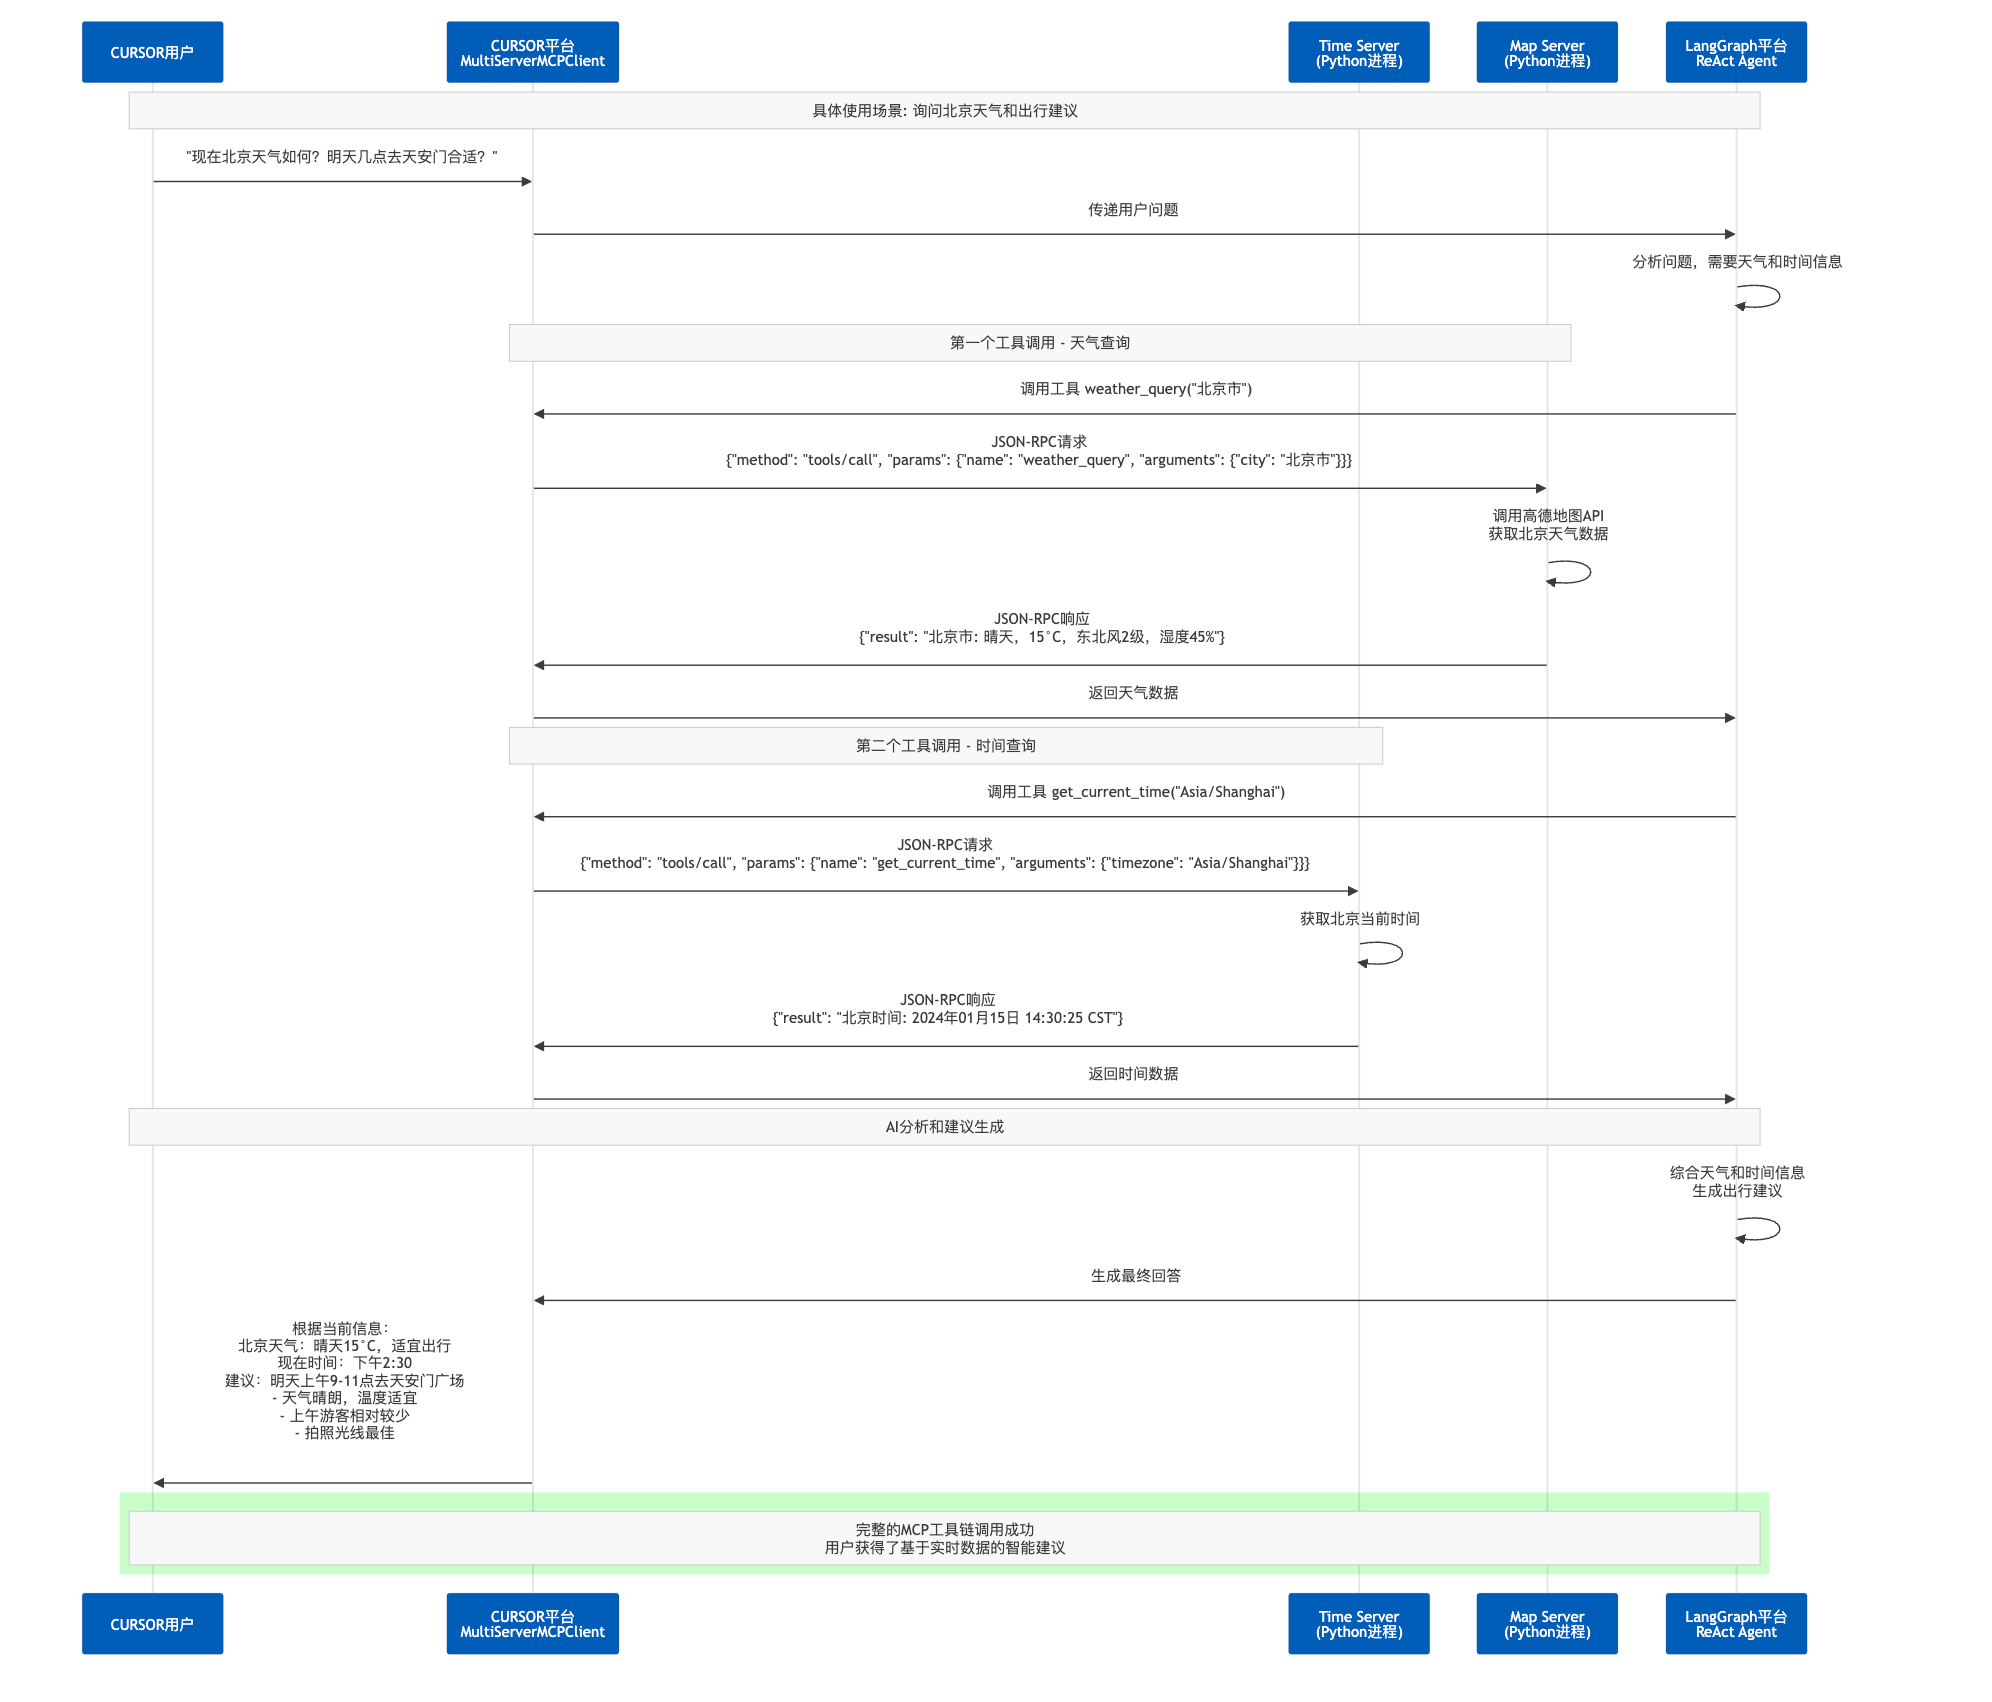 CURSOR用户
CURSOR平台
MultiServerMCPClient
Time Server
(Python进程)
Map Server
(Python进程)
LangGraph平台
ReAct Agent
具体使用场景: 询问北京天气和出行建议
"现在北京天气如何？明天几点去天安门合适？"
传递用户问题
分析问题，需要天气和时间信息
第一个工具调用 - 天气查询
调用工具 weather_query("北京市")
JSON-RPC请求
{"method": "tools/call", "params": {"name": "weather_query", "arguments": {"city": "北京市"}}}
调用高德地图API
获取北京天气数据
JSON-RPC响应
{"result": "北京市: 晴天，15°C，东北风2级，湿度45%"}
返回天气数据
第二个工具调用 - 时间查询
调用工具 get_current_time("Asia/Shanghai")
JSON-RPC请求
{"method": "tools/call", "params": {"name": "get_current_time", "arguments": {"timezone": "Asia/Shanghai"}}}
获取北京当前时间
JSON-RPC响应
{"result": "北京时间: 2024年01月15日 14:30:25 CST"}
返回时间数据
AI分析和建议生成
综合天气和时间信息
生成出行建议
生成最终回答
根据当前信息：
北京天气：晴天15°C，适宜出行
现在时间：下午2:30
建议：明天上午9-11点去天安门广场
- 天气晴朗，温度适宜
- 上午游客相对较少
- 拍照光线最佳
完整的MCP工具链调用成功
用户获得了基于实时数据的智能建议
CURSOR用户
CURSOR平台
MultiServerMCPClient
Time Server
(Python进程)
Map Server
(Python进程)
LangGraph平台
ReAct Agent